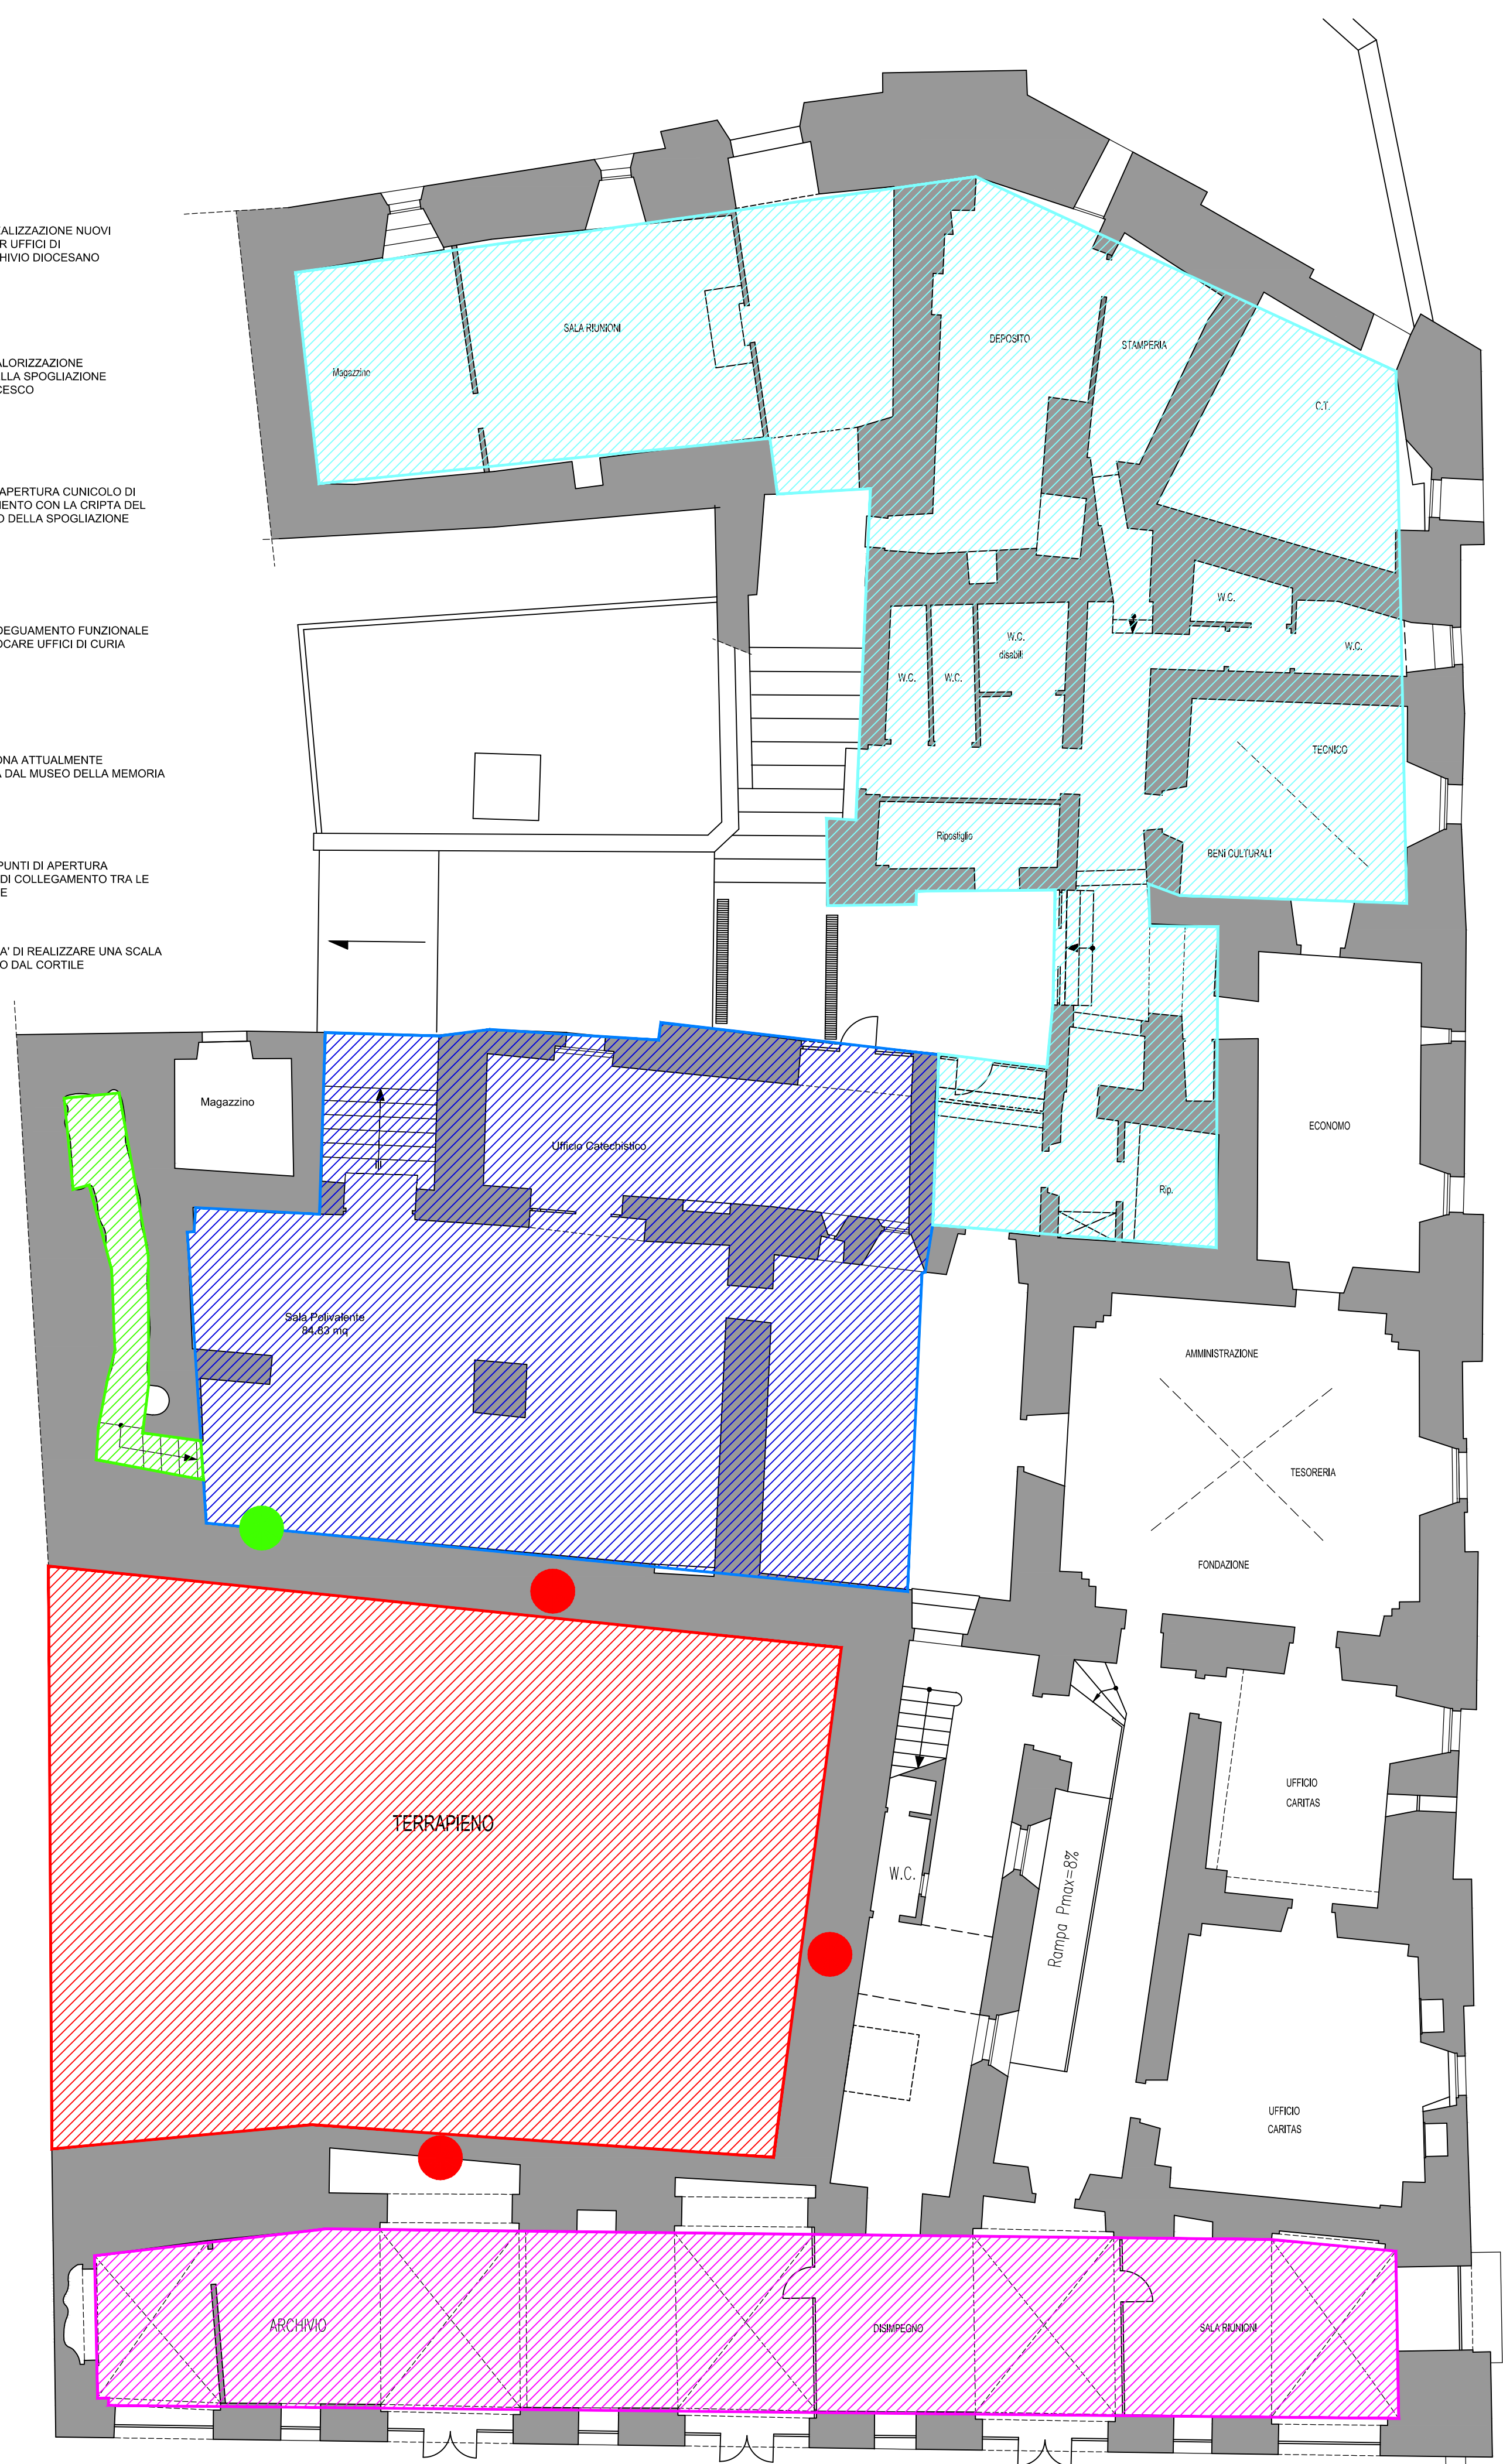 EALIZZAZIONE NUOVI
R UFFICI DI
HIVIO DIOCESANO
ALORIZZAZIONE
LLA SPOGLIAZIONE
CESCO
APERTURA CUNICOLO DI
MENTO CON LA CRIPTA DEL
O DELLA SPOGLIAZIONE
DEGUAMENTO FUNZIONALE
OCARE UFFICI DI CURIA
ONA ATTUALMENTE
A DAL MUSEO DELLA MEMORIA
PUNTI DI APERTURA
DI COLLEGAMENTO TRA LE
E
A' DI REALIZZARE UNA SCALA
O DAL CORTILE
SALA RIUNIONI
Magazzino
DEPOSITO
STAMPERIA
C.T.
W.C.
W.C.
W.C.
disabili
W.C.
W.C.
TECNICO
BENI CULTURALI
Ripostiglio
Magazzino
Ufficio Catechistico
ECONOMO
Rip.
Sala Polivalente
84.83 mq
AMMINISTRAZIONE
TESORERIA
FONDAZIONE
TERRAPIENO
UFFICIO
CARITAS
W.C.
Rampa Pmax=8%
UFFICIO
CARITAS
ARCHIVIO
DISIMPEGNO
SALA RIUNIONI